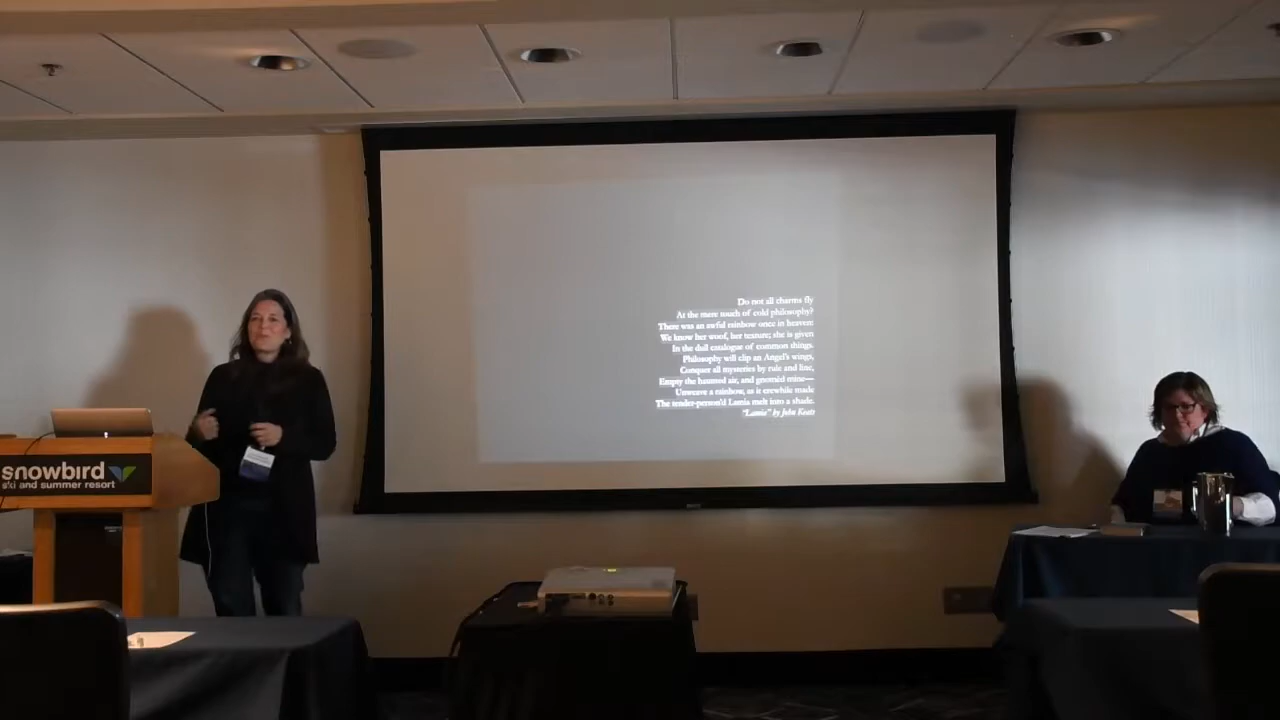 Do not all charms fly
At the mere touch of cold philosophy?
There was an awful rainbow once in heaven:
We know her woof, her texture; she is given
In the dull catalogue of common things.
Philosophy will clip an Angel's wings,
Conquer all mysteries by rule and line,
Empty the haunted air, and gnomèd mine—
Unweave a rainbow, as it erewhile made
The tender-person'd Lamia melt into a shade.
"Lamia" by John Keats
snowbird
ski and summer resort